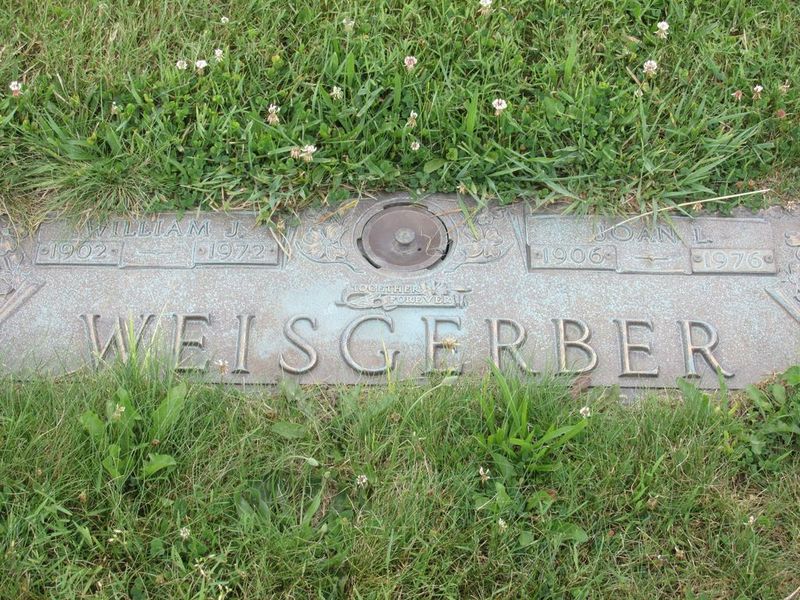 WILLIAM J.
1902 — 1972
JOAN L.
1906 — 1976
TOGETHER
FOREVER
WEISGERBER